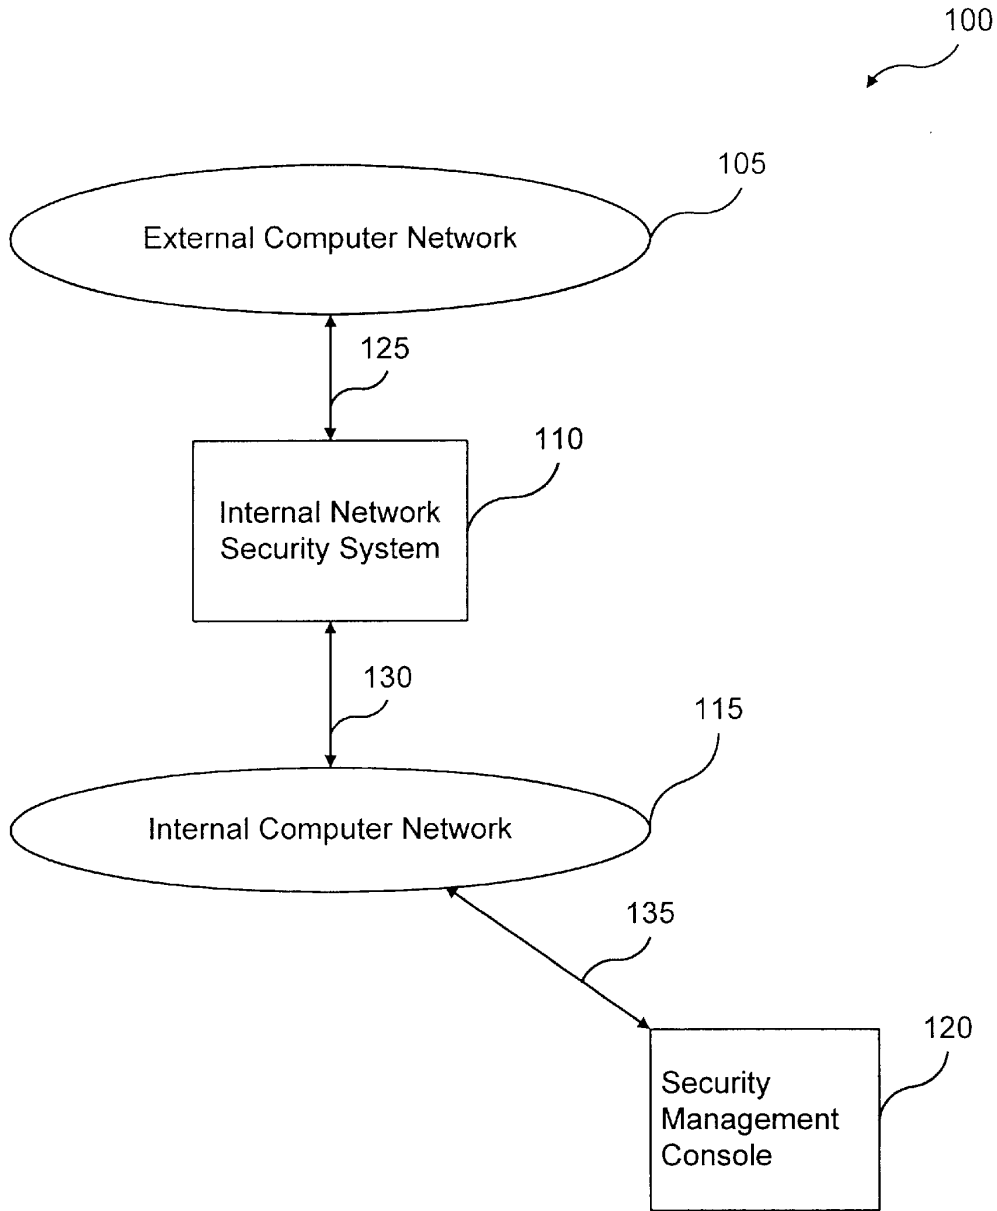 100
105
External Computer Network
125
110
Internal Network
Security System
130
115
Internal Computer Network
135
120
Security
Management
Console